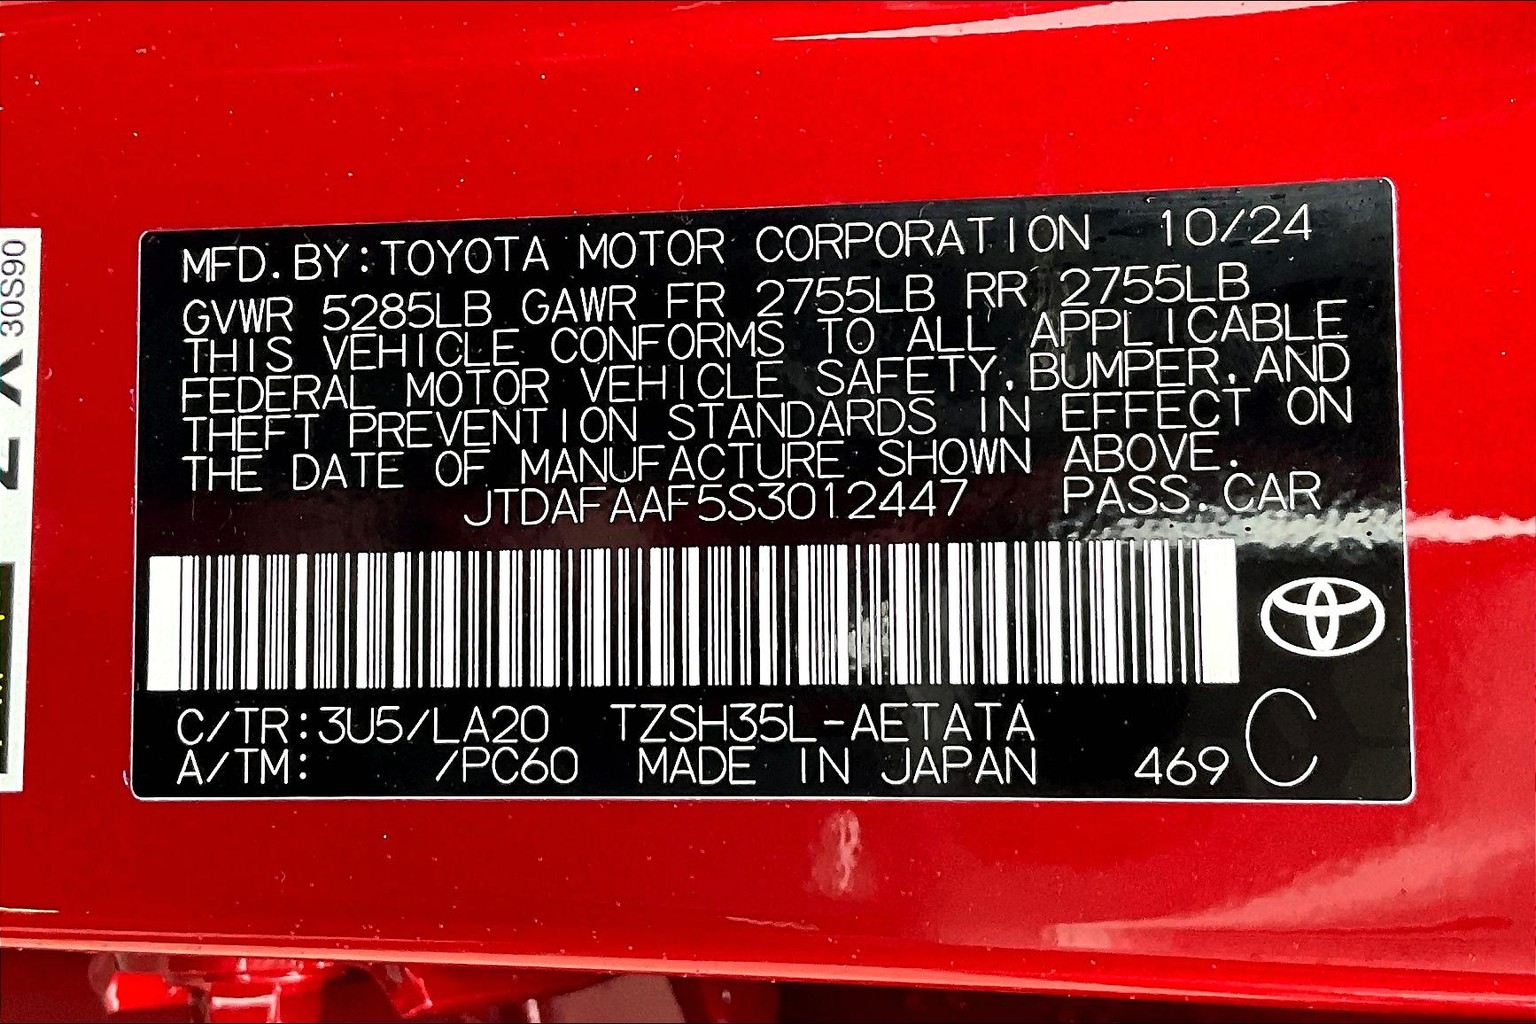 MFD.BY:TOYOTA MOTOR CORPORATION 10/24
GVWR 5285LB GAWR FR 2755LB RR 2755LB
THIS VEHICLE CONFORMS TO ALL APPLICABLE
FEDERAL MOTOR VEHICLE SAFETY,BUMPER,AND
THEFT PREVENTION STANDARDS IN EFFECT ON
THE DATE OF MANUFACTURE SHOWN ABOVE.
JTDAFAAF5S3012447 PASS.CAR
C/TR:3U5/LA20 TZSH35L-AETATA
A/TM: /PC60 MADE IN JAPAN 469 C
30S90